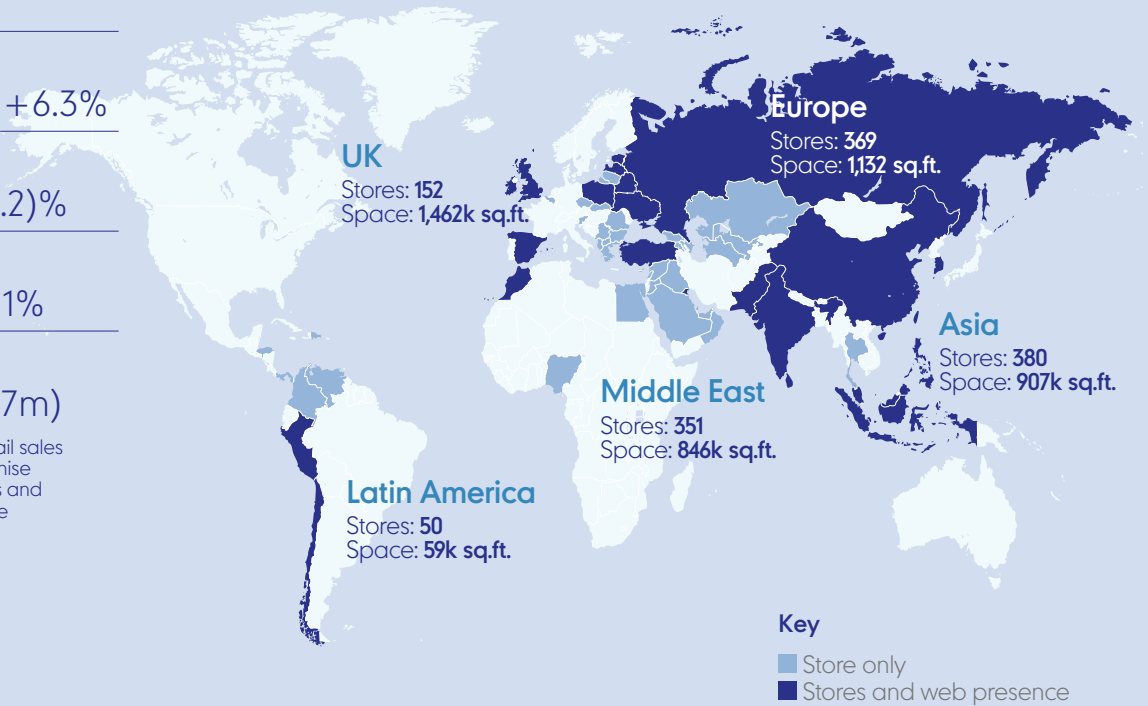 +6.3%
.2)%
1%
7m)
ail sales
nise
s and
e
UK
Stores: 152
Space: 1,462k sq.ft.
Europe
Stores: 369
Space: 1,132 sq.ft.
Asia
Stores: 380
Space: 907k sq.ft.
Middle East
Stores: 351
Space: 846k sq.ft.
Latin America
Stores: 50
Space: 59k sq.ft.
Key
Store only
Stores and web presence